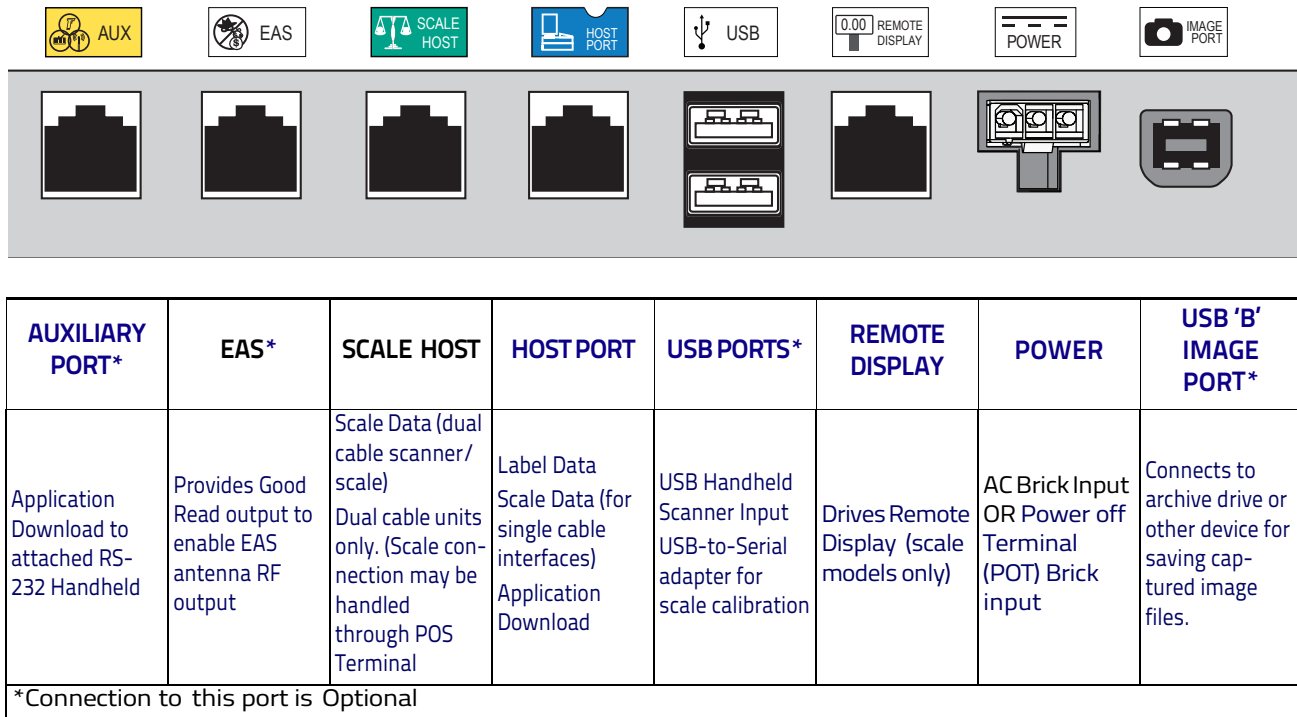 AUX
EAS
SCALE
HOST
HOST
PORT
USB
0.00 REMOTE
DISPLAY
POWER
IMAGE
PORT
AUXILIARY
PORT*
EAS*
SCALE HOST
HOST PORT
USB PORTS*
REMOTE
DISPLAY
POWER
USB ‘B’
IMAGE
PORT*
Application
Download to
attached RS-
232 Handheld
Provides Good
Read output to
enable EAS
antenna RF
output
Scale Data (dual
cable scanner/
scale)
Dual cable units
only. (Scale con-
nection may be
handled
through POS
Terminal
Label Data
Scale Data (for
single cable
interfaces)
Application
Download
USB Handheld
Scanner Input
USB-to-Serial
adapter for
scale calibration
Drives Remote
Display (scale
models only)
AC Brick Input
OR Power off
Terminal
(POT) Brick
input
Connects to
archive drive or
other device for
saving cap-
tured image
files.
*Connection to this port is Optional